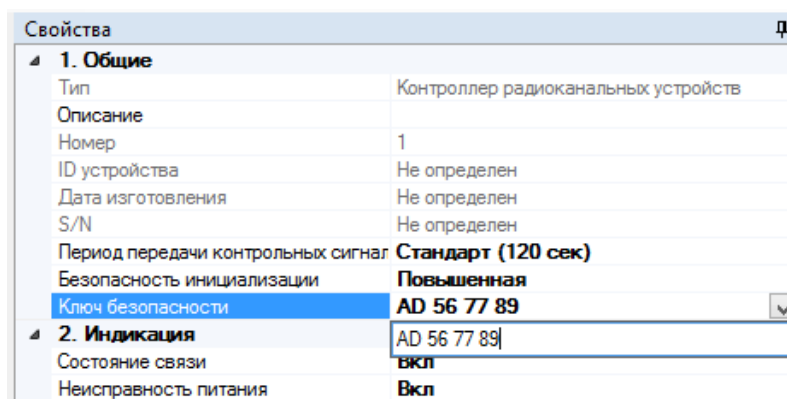 Свойства
1. Общие
Тип Контроллер радиоканальных устройств
Описание
Номер 1
ID устройства Не определен
Дата изготовления Не определен
S/N Не определен
Период передачи контрольных сигнал Стандарт (120 сек)
Безопасность инициализации Повышенная
Ключ безопасности AD 56 77 89
2. Индикация AD 56 77 89
Состояние связи Вкл
Неисправность питания Вкл